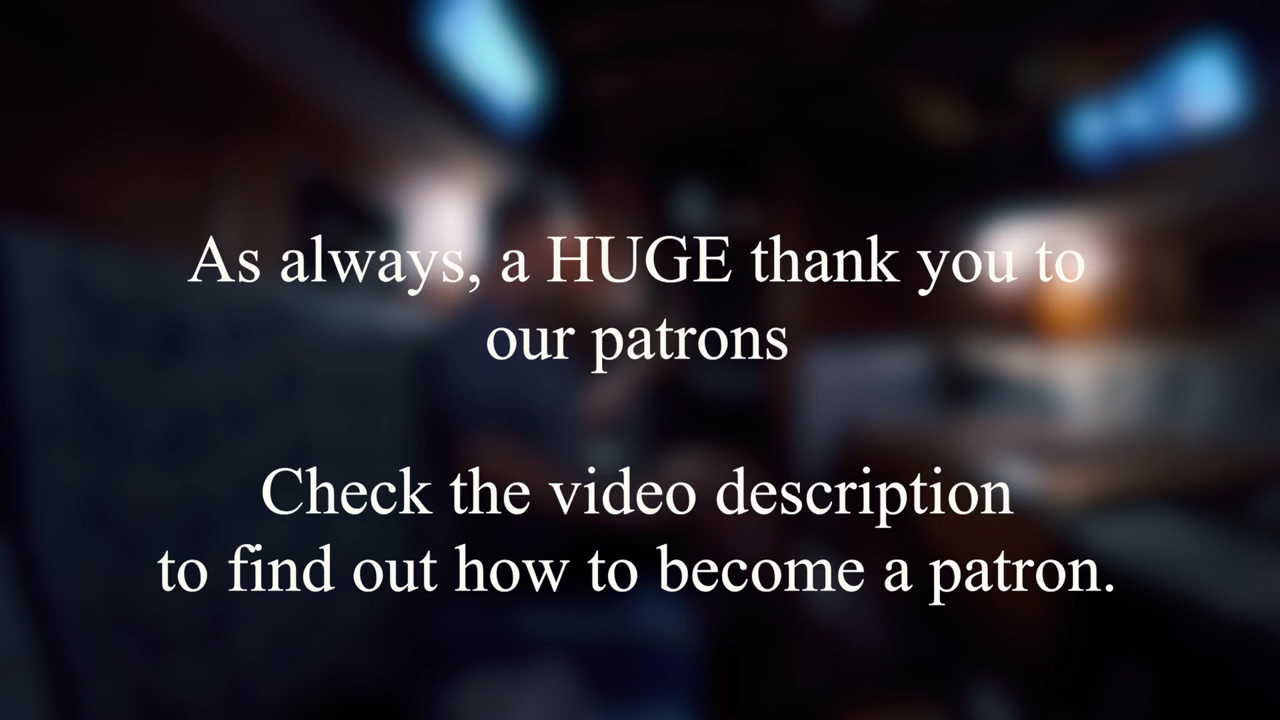 As always, a HUGE thank you to
our patrons
Check the video description
to find out how to become a patron.